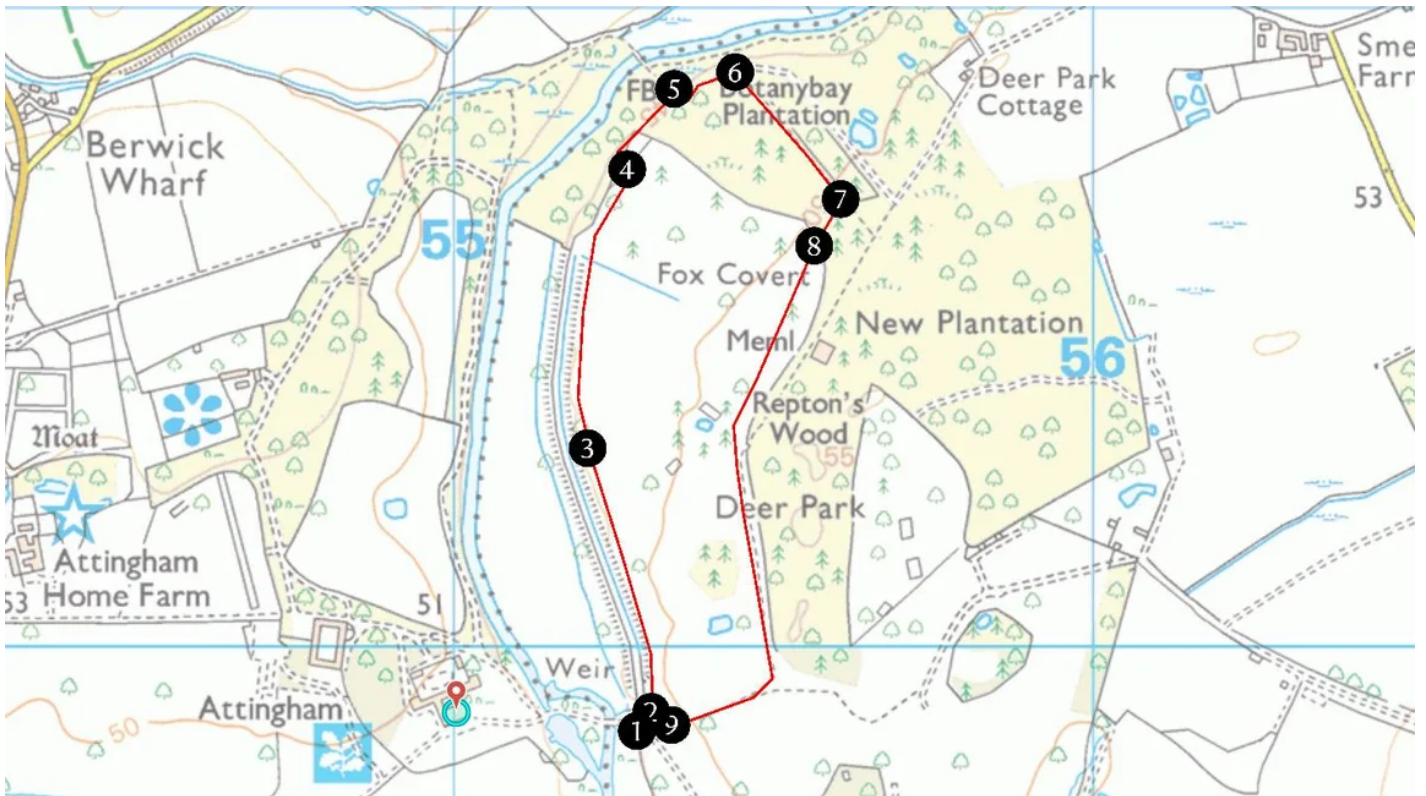 Sme
Farm
Deer Park
Cottage
6
5
FB
Botanybay
Plantation
Berwick
Wharf
4
7
53
55
8
Fox Covert
New Plantation
Meml
56
Repton's
Wood
Moat
3
55
Deer Park
Attingham
Home Farm
53
51
Weir
Attingham
2
1
9
50